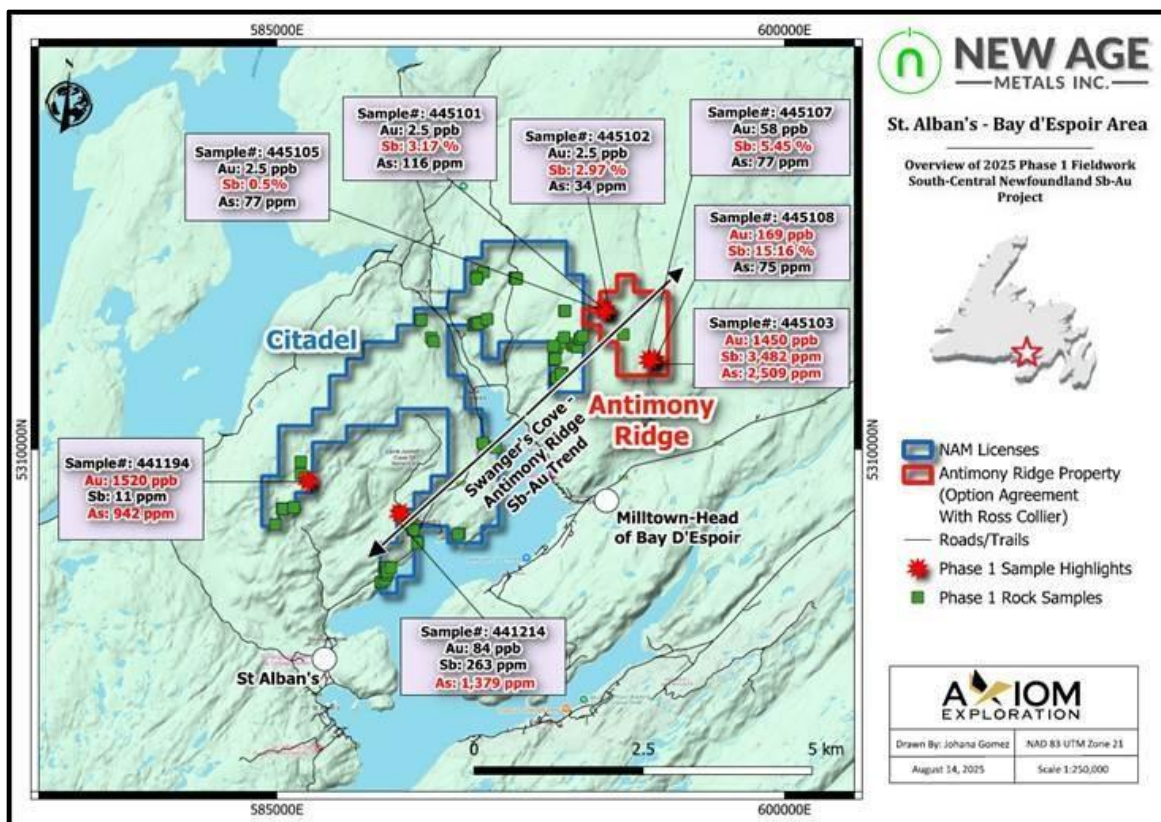 585000E
600000E
N
Sample#: 445101
Au: 2.5 ppb
Sb: 3.17 %
As: 116 ppm
Sample#: 445107
Au: 58 ppb
Sb: 5.45 %
As: 77 ppm
Sample#: 445102
Au: 2.5 ppb
Sb: 2.97 %
As: 34 ppm
Sample#: 445105
Au: 2.5 ppb
Sb: 0.5%
As: 77 ppm
Sample#: 445108
Au: 169 ppb
Sb: 15.16 %
As: 75 ppm
Sample#: 445103
Au: 1450 ppb
Sb: 3,482 ppm
As: 2,509 ppm
Citadel
Antimony
Ridge
Swanger's Cove -
Antimony Ridge
Sb-Au Trend
5310000N
5310000N
Sample#: 441194
Au: 1520 ppb
Sb: 11 ppm
As: 942 ppm
Milltown-Head
of Bay D'Espoir
Sample#: 441214
Au: 84 ppb
Sb: 263 ppm
As: 1,379 ppm
St Alban's
0 2.5 5 km
585000E
600000E
n
NEW AGE
METALS INC.
St. Alban's - Bay d'Espoir Area
Overview of 2025 Phase 1 Fieldwork
South-Central Newfoundland Sb-Au
Project
NAM Licenses
Antimony Ridge Property
(Option Agreement
With Ross Collier)
Roads/Trails
Phase 1 Sample Highlights
Phase 1 Rock Samples
AXIOM
EXPLORATION
Drawn By: Johana Gomez
NAD 83 UTM Zone 21
August 14, 2025
Scale 1:250,000